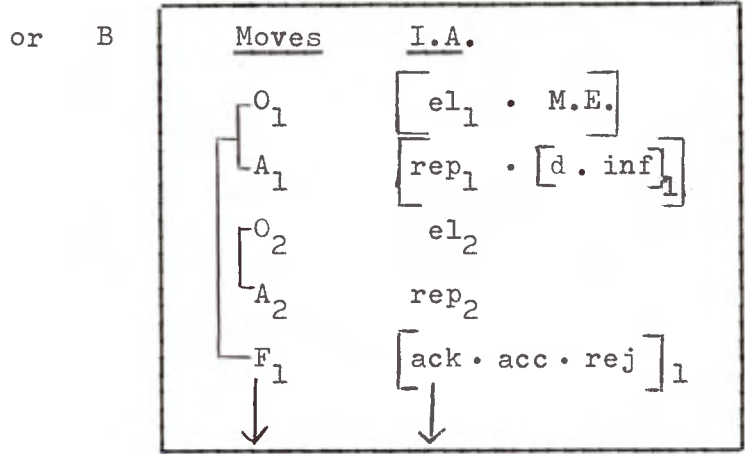 or B Moves I.A.
O1 [el1 • M.E.]
A1 [rep1 • [d . inf]1]
O2 el2
A2 rep2
F1 [ack • acc • rej]1